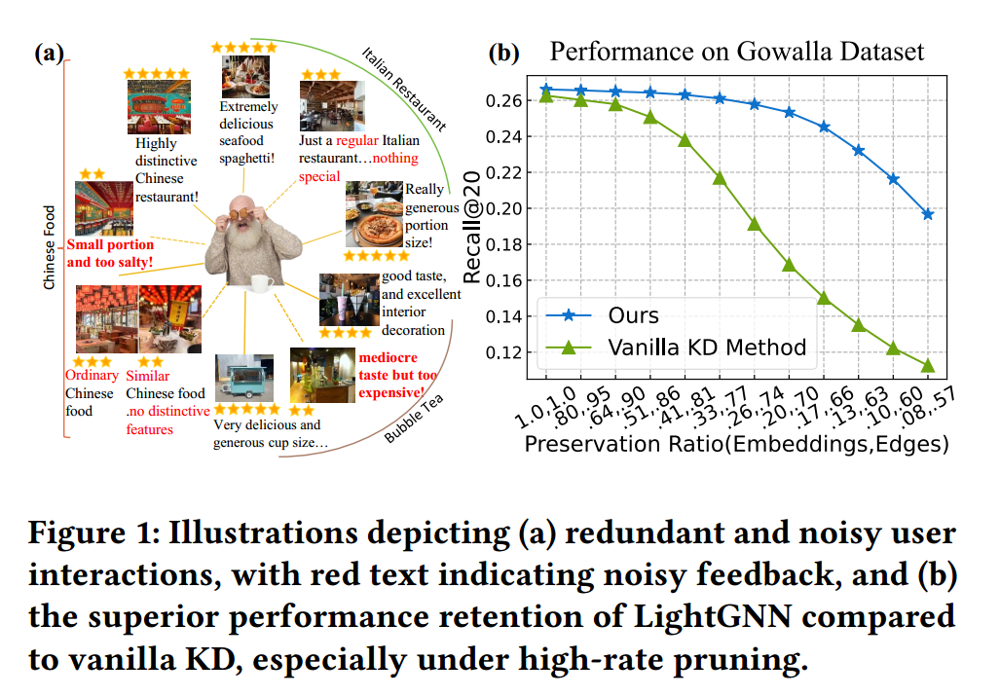 (a)
Italian Restaurant
Extremely
delicious
seafood
spaghetti!
Just a regular Italian
restaurant…nothing
special
Highly
distinctive
Chinese
restaurant!
Really
generous
portion
size!
Chinese Food
Small portion
and too salty!
good taste,
and excellent
interior
decoration
Ordinary
Chinese
food
Similar
Chinese food
.no distinctive
features
mediocre
taste but too
expensive!
Very delicious and
generous cup size…
Bubble Tea
(b) Performance on Gowalla Dataset
Recall@20
0.26
0.24
0.22
0.20
0.18
0.16
0.14
0.12
Ours
Vanilla KD Method
1.0,1.0
.80,.95
.64,.90
.51,.86
.41,.81
.33,.77
.26,.74
.20,.70
.17,.66
.13,.63
.10,.60
.08,.57
Preservation Ratio(Embeddings,Edges)
Figure 1: Illustrations depicting (a) redundant and noisy user
interactions, with red text indicating noisy feedback, and (b)
the superior performance retention of LightGNN compared
to vanilla KD, especially under high-rate pruning.